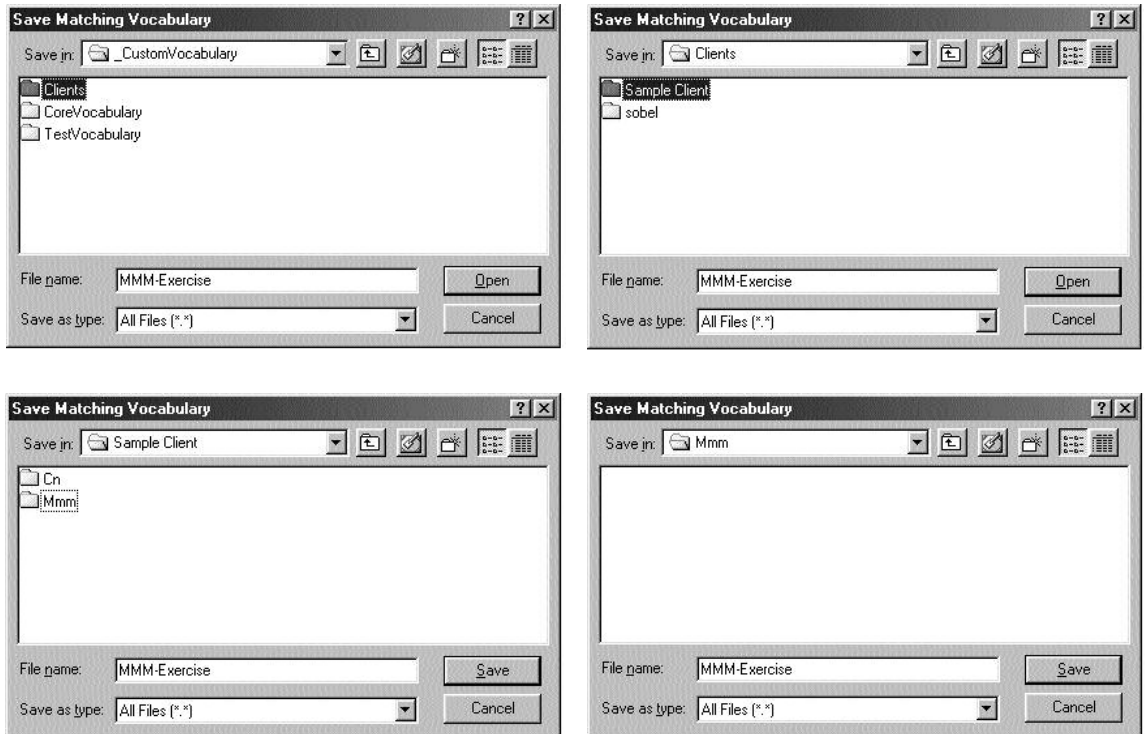 Save Matching Vocabulary
Save in: _CustomVocabulary
Clients
CoreVocabulary
TestVocabulary
File name: MMM-Exercise Open
Save as type: All Files (*.*) Cancel
Save Matching Vocabulary
Save in: Clients
Sample Client
sobel
File name: MMM-Exercise Open
Save as type: All Files (*.*) Cancel
Save Matching Vocabulary
Save in: Sample Client
Cn
Mmm
File name: MMM-Exercise Save
Save as type: All Files (*.*) Cancel
Save Matching Vocabulary
Save in: Mmm
File name: MMM-Exercise Save
Save as type: All Files (*.*) Cancel